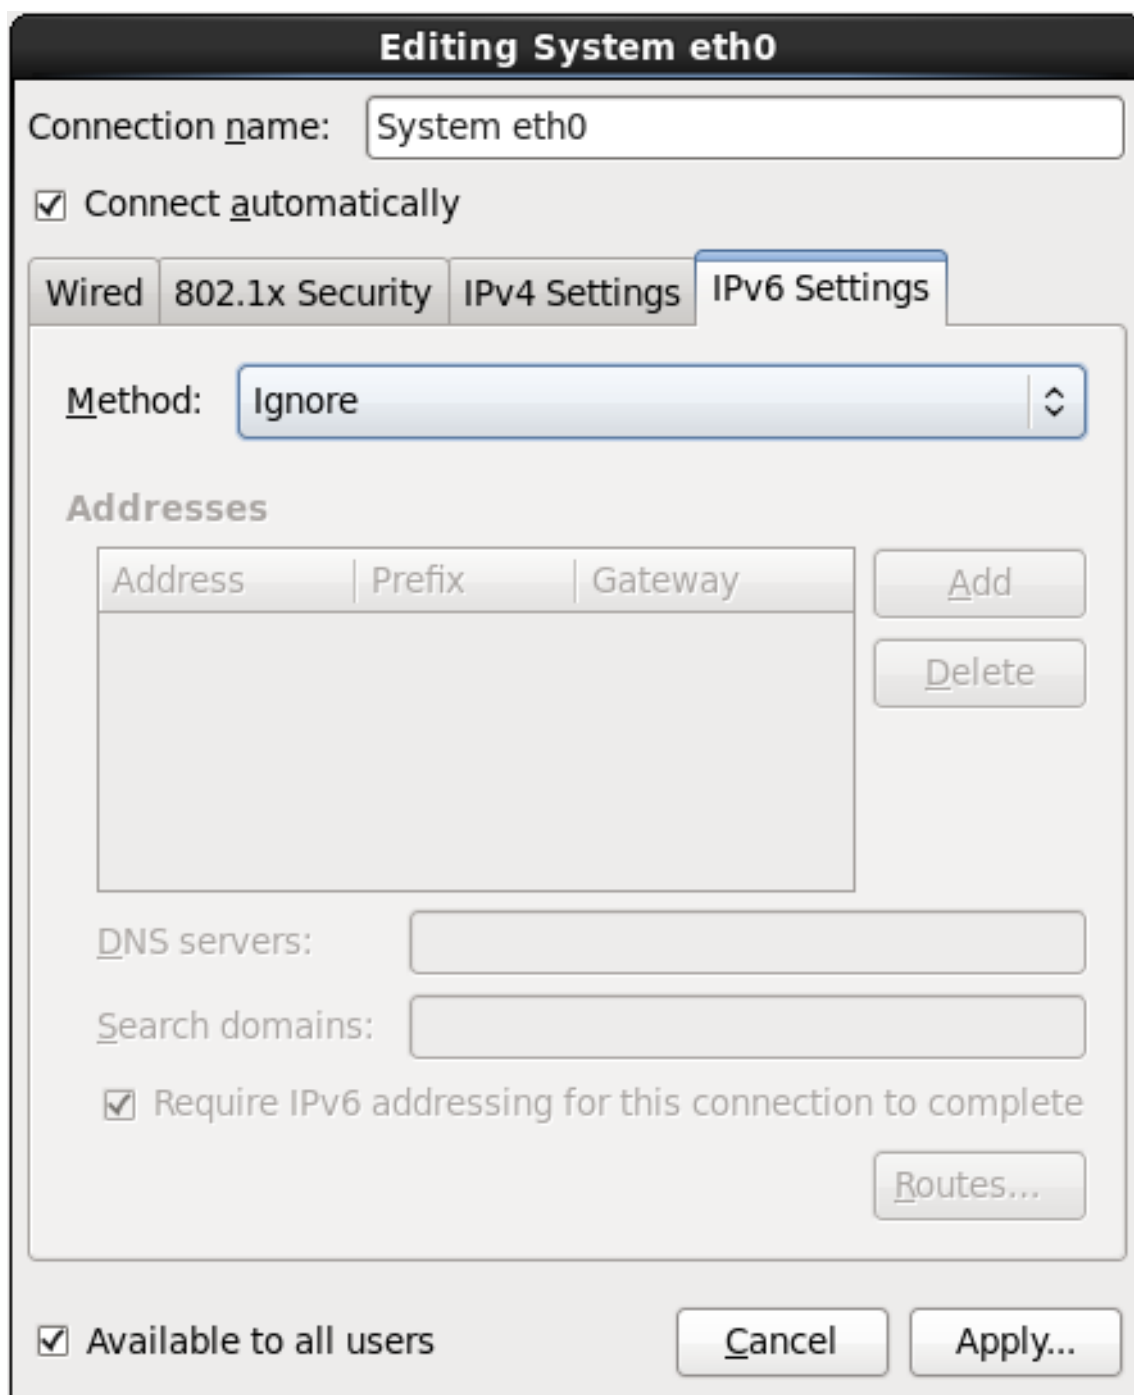 Editing System eth0
Connection name: System eth0
Connect automatically
Wired 802.1x Security IPv4 Settings IPv6 Settings
Method: Ignore
Addresses
Address Prefix Gateway Add
Delete
DNS servers:
Search domains:
Require IPv6 addressing for this connection to complete
Routes...
Available to all users Cancel Apply...